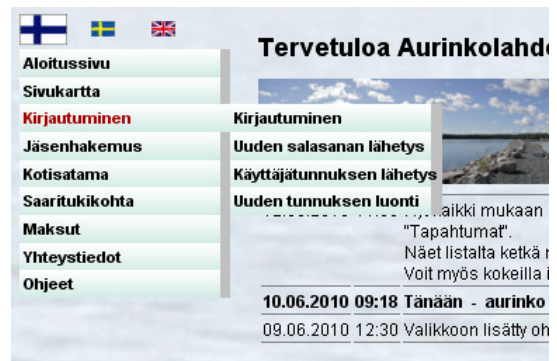 Tervetuloa Aurinkolahde
Aloitussivu
Sivukartta
Kirjautuminen
Jäsenhakemus
Kotisatama
Saaritukikohta
Maksut
Yhteystiedot
Ohjeet
Kirjautuminen
Uuden salasanan lähetys
Käyttäjätunnuksen lähetys
Uuden tunnuksen luonti
kaikki mukaan
"Tapahtumat".
Näet listalta ketkä
Voit myös kokeilla
10.06.2010 09:18 Tänään - aurinko
09.06.2010 12:30 Valikkoon lisätty oh